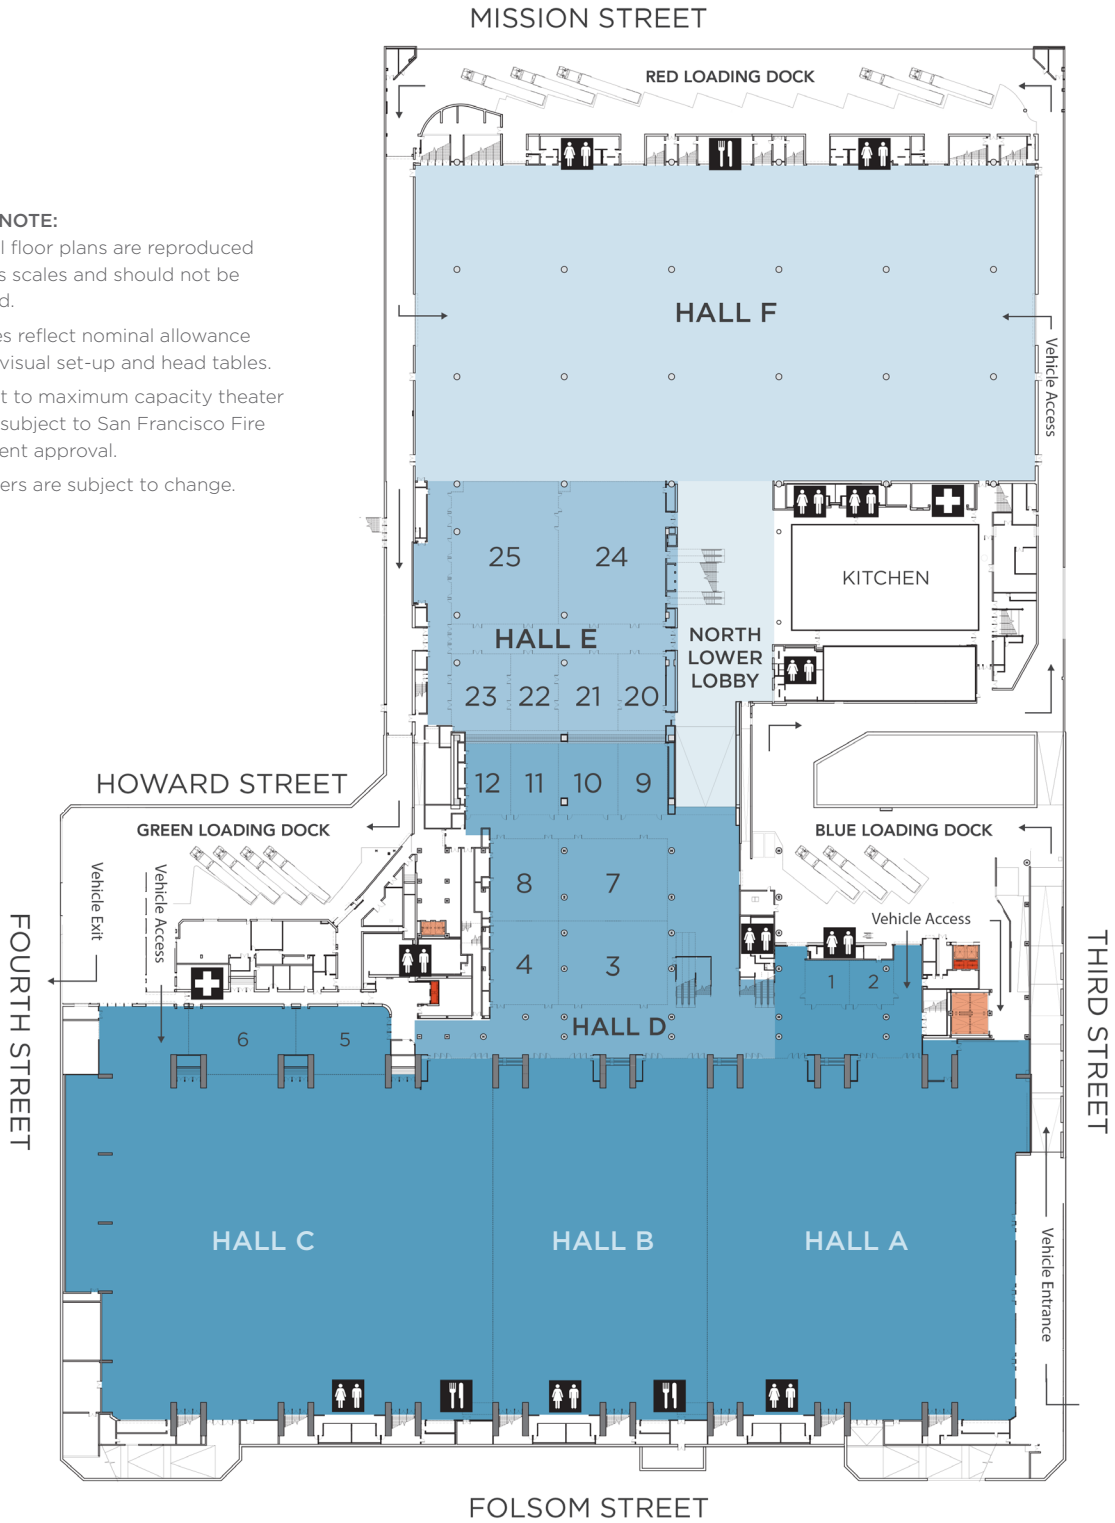 MISSION STREET
RED LOADING DOCK
NOTE:
floor plans are reproduced
scales and should not be
es reflect nominal allowance
visual set-up and head tables.
t to maximum capacity theater
subject to San Francisco Fire
ent approval.
ers are subject to change.
HALL F
Vehicle Access
25
24
KITCHEN
HALL E
NORTH
LOWER
LOBBY
23
22
21
20
12
11
10
9
HOWARD STREET
GREEN LOADING DOCK
BLUE LOADING DOCK
Vehicle Exit
Vehicle Access
8
7
Vehicle Access
FOURTH STREET
THIRD STREET
4
3
1
2
HALL D
6
5
HALL C
HALL B
HALL A
Vehicle Entrance
FOLSOM STREET